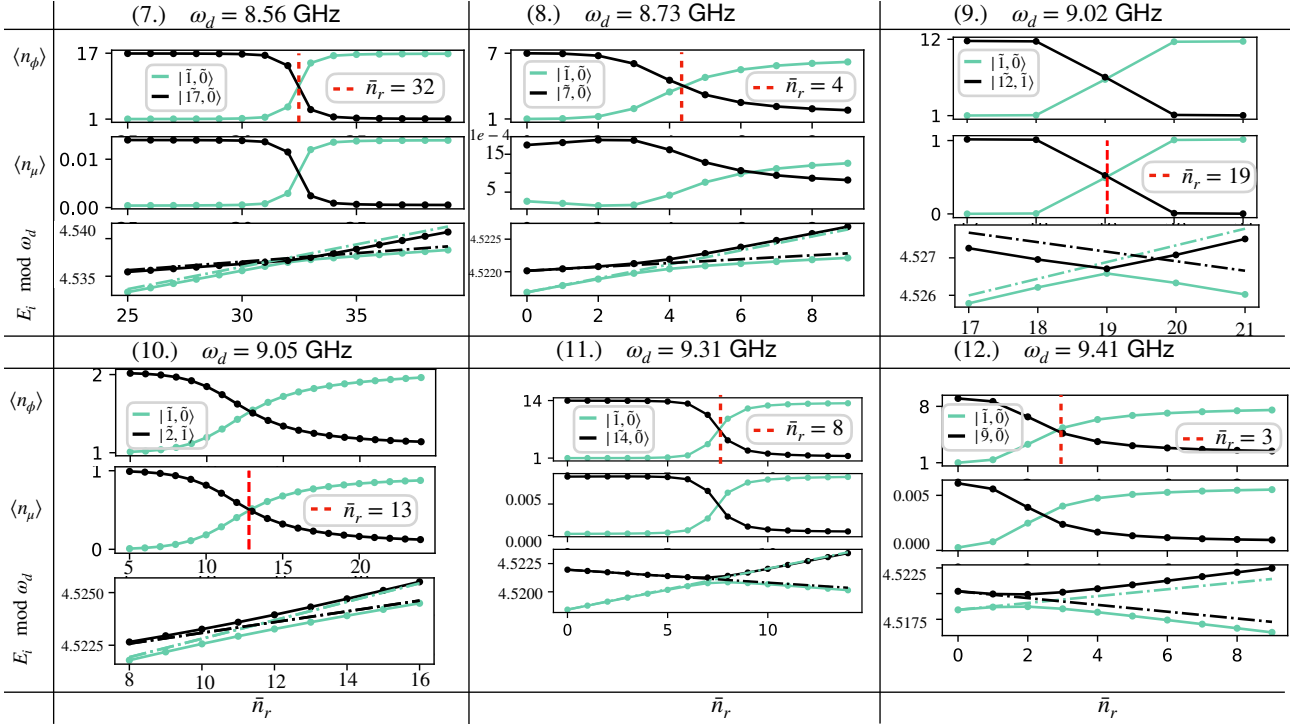 (7.) ω_d = 8.56 GHz (8.) ω_d = 8.73 GHz (9.) ω_d = 9.02 GHz
⟨n_ϕ⟩
17
1
|1̃, 0̃⟩
|1̃7, 0̃⟩
n̄_r = 32
7
1
|1̃, 0̃⟩
|7̃, 0̃⟩
n̄_r = 4
12
1
|1̃, 0̃⟩
|1̃2, 1̃⟩
⟨n_μ⟩
0.01
0.00
1e−4
15
5
1
0
n̄_r = 19
E_i mod ω_d
4.540
4.535
25 30 35
4.5225
4.5220
0 2 4 6 8
4.527
4.526
17 18 19 20 21
(10.) ω_d = 9.05 GHz (11.) ω_d = 9.31 GHz (12.) ω_d = 9.41 GHz
⟨n_ϕ⟩
2
1
|1̃, 0̃⟩
|2̃, 1̃⟩
14
1
|1̃, 0̃⟩
|1̃4, 0̃⟩
n̄_r = 8
8
1
|1̃, 0̃⟩
|9̃, 0̃⟩
n̄_r = 3
⟨n_μ⟩
1
0
n̄_r = 13
5 10 15 20
0.005
0.000
0.005
0.000
E_i mod ω_d
4.5250
4.5225
8 10 12 14 16
4.5225
4.5200
0 5 10
4.5225
4.5175
0 2 4 6 8
n̄_r n̄_r n̄_r